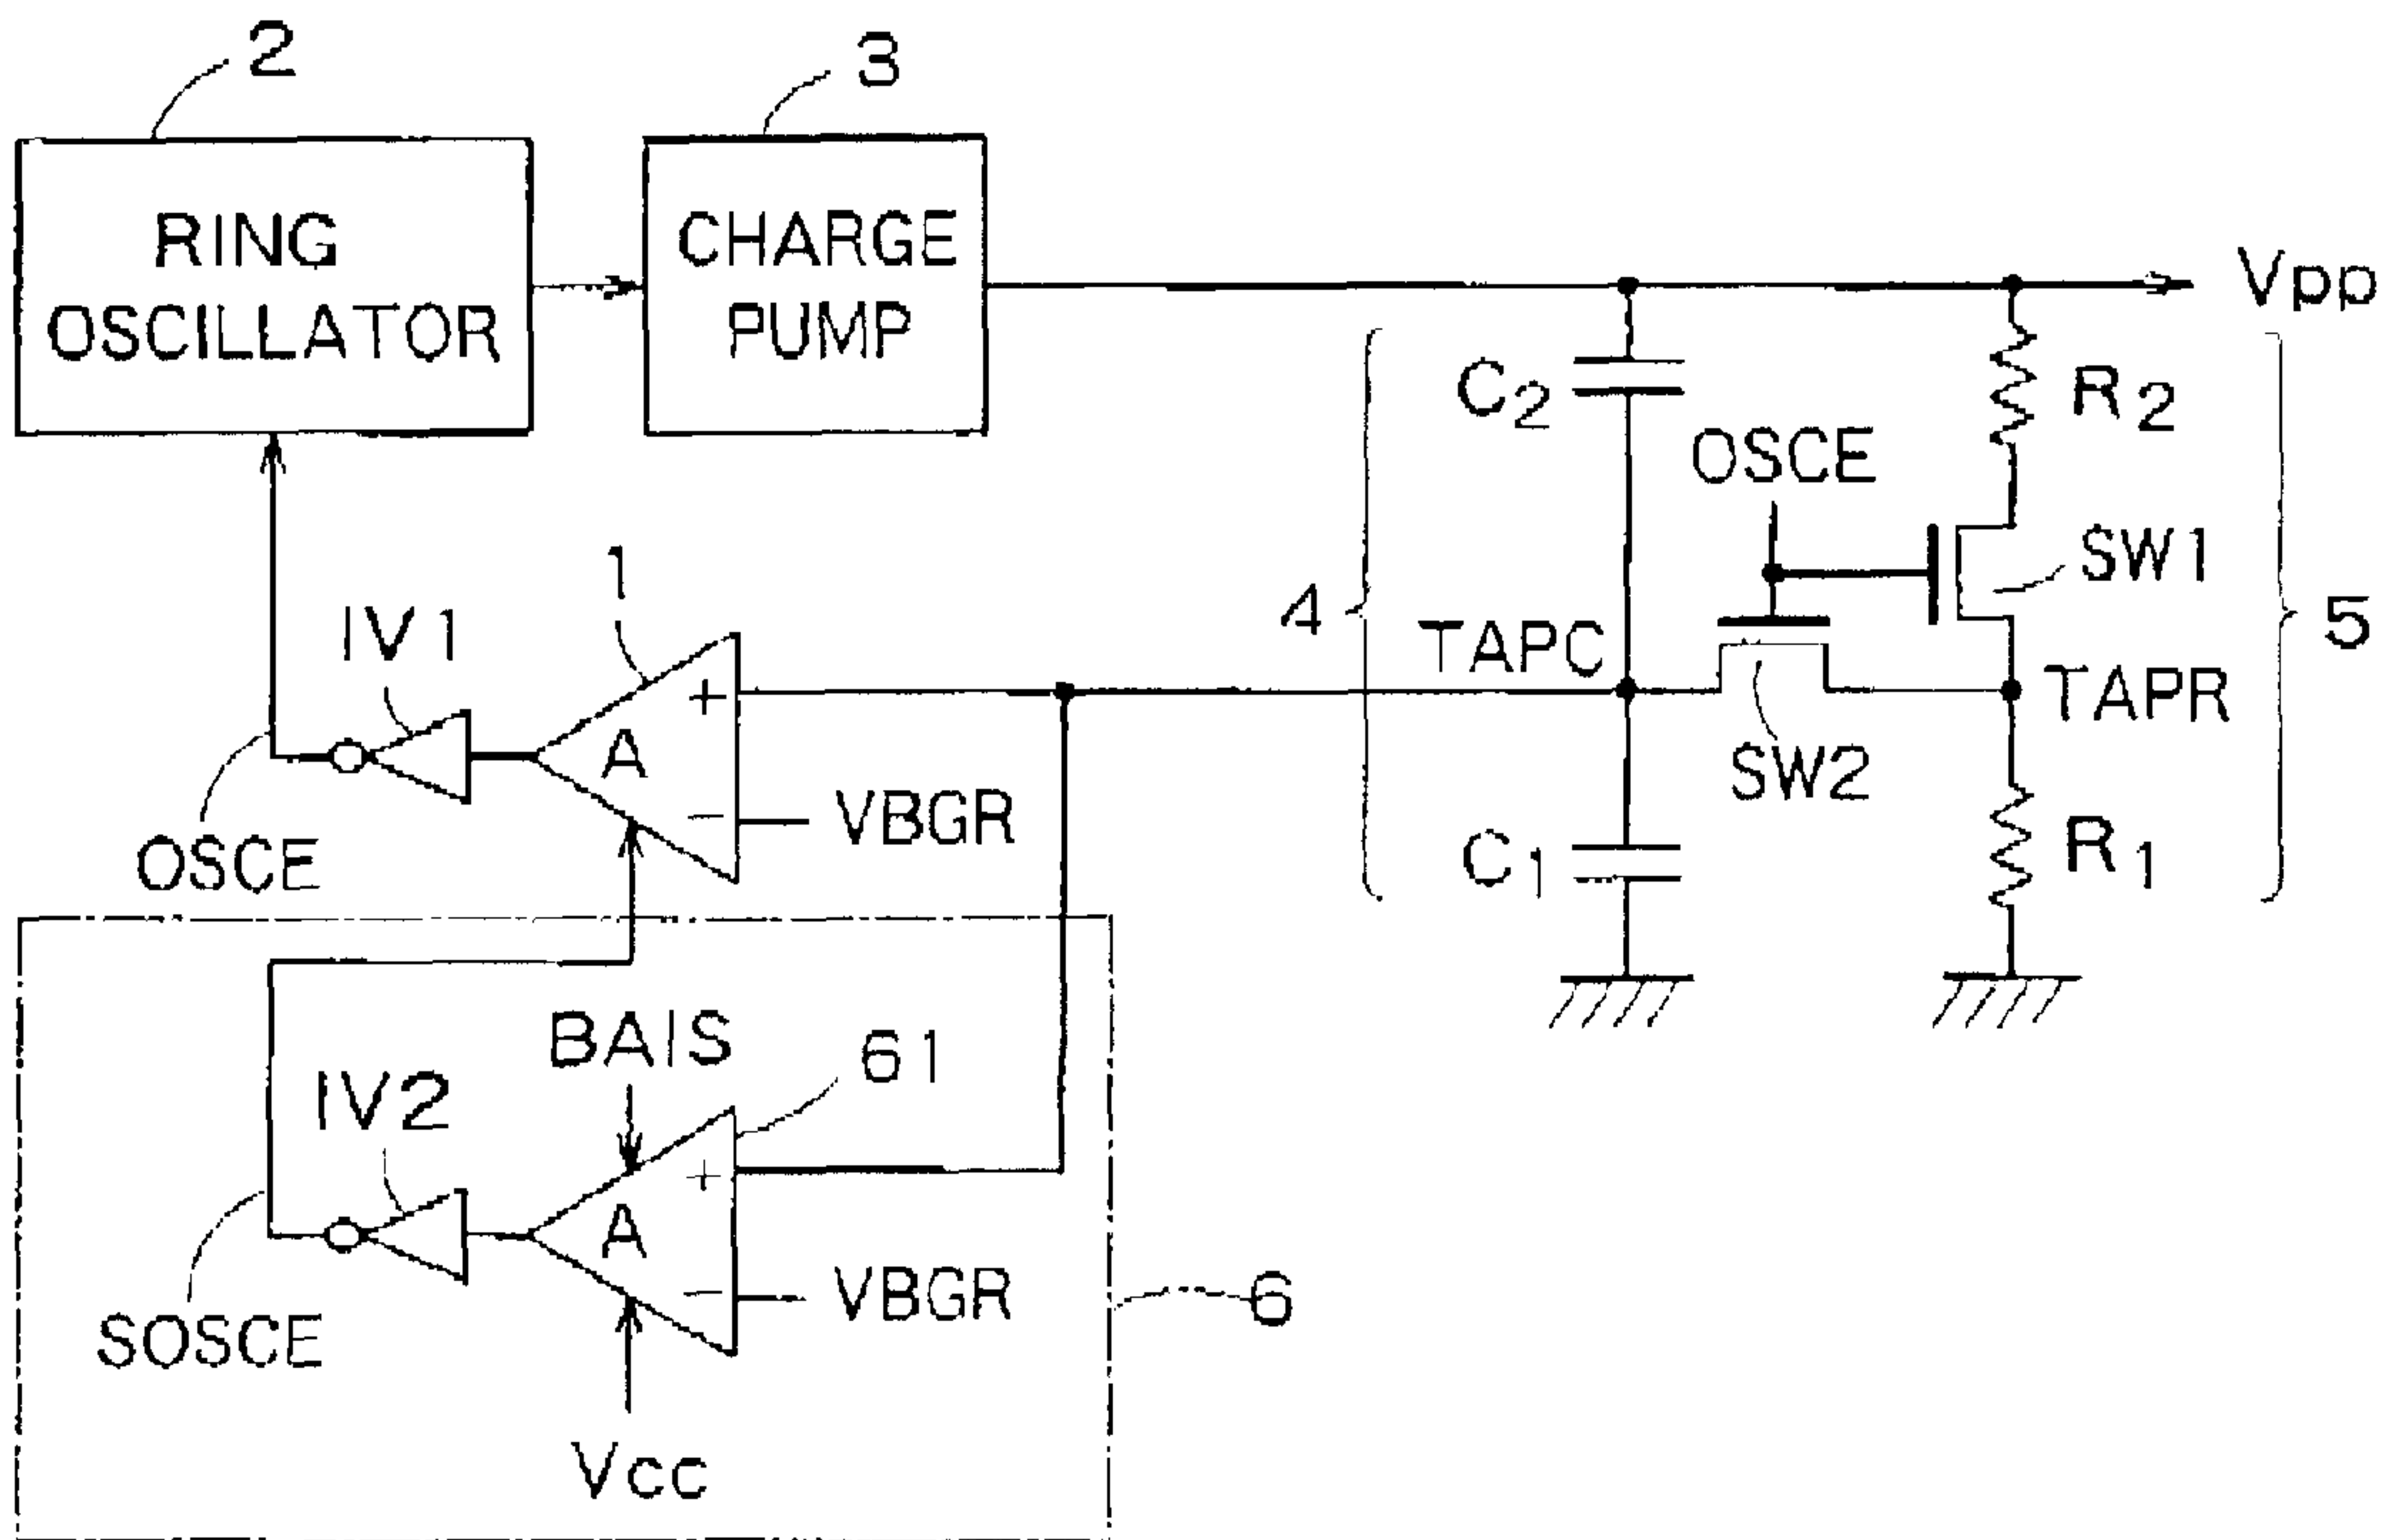 2
3
RING
OSCILLATOR
CHARGE
PUMP
Vpp
C2
R2
OSCE
SW1
1
IV1
4
5
TAPC
TAPR
+
A
SW2
−
VBGR
OSCE
C1
R1
BAIS
61
IV2
+
A
−
VBGR
6
SOSCE
Vcc